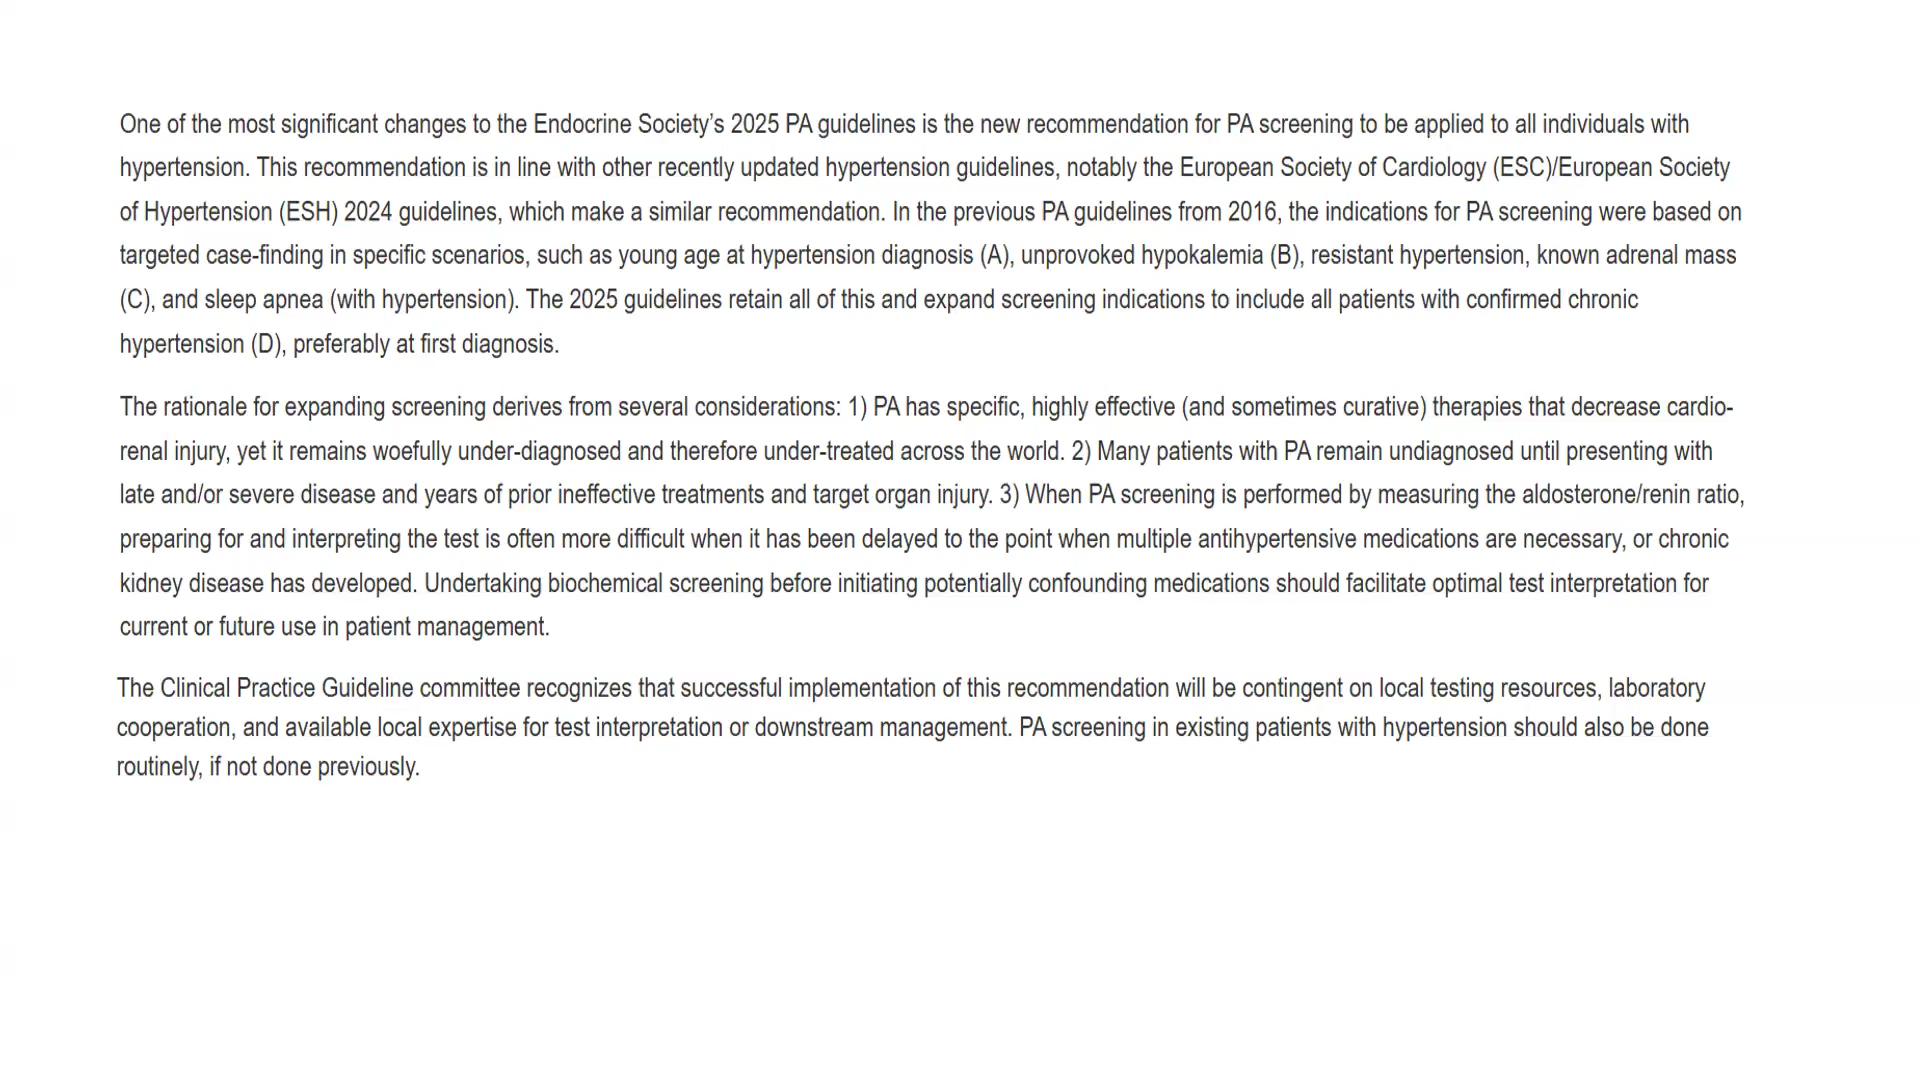 One of the most significant changes to the Endocrine Society’s 2025 PA guidelines is the new recommendation for PA screening to be applied to all individuals with
hypertension. This recommendation is in line with other recently updated hypertension guidelines, notably the European Society of Cardiology (ESC)/European Society
of Hypertension (ESH) 2024 guidelines, which make a similar recommendation. In the previous PA guidelines from 2016, the indications for PA screening were based on
targeted case-finding in specific scenarios, such as young age at hypertension diagnosis (A), unprovoked hypokalemia (B), resistant hypertension, known adrenal mass
(C), and sleep apnea (with hypertension). The 2025 guidelines retain all of this and expand screening indications to include all patients with confirmed chronic
hypertension (D), preferably at first diagnosis.
The rationale for expanding screening derives from several considerations: 1) PA has specific, highly effective (and sometimes curative) therapies that decrease cardio-
renal injury, yet it remains woefully under-diagnosed and therefore under-treated across the world. 2) Many patients with PA remain undiagnosed until presenting with
late and/or severe disease and years of prior ineffective treatments and target organ injury. 3) When PA screening is performed by measuring the aldosterone/renin ratio,
preparing for and interpreting the test is often more difficult when it has been delayed to the point when multiple antihypertensive medications are necessary, or chronic
kidney disease has developed. Undertaking biochemical screening before initiating potentially confounding medications should facilitate optimal test interpretation for
current or future use in patient management.
The Clinical Practice Guideline committee recognizes that successful implementation of this recommendation will be contingent on local testing resources, laboratory
cooperation, and available local expertise for test interpretation or downstream management. PA screening in existing patients with hypertension should also be done
routinely, if not done previously.